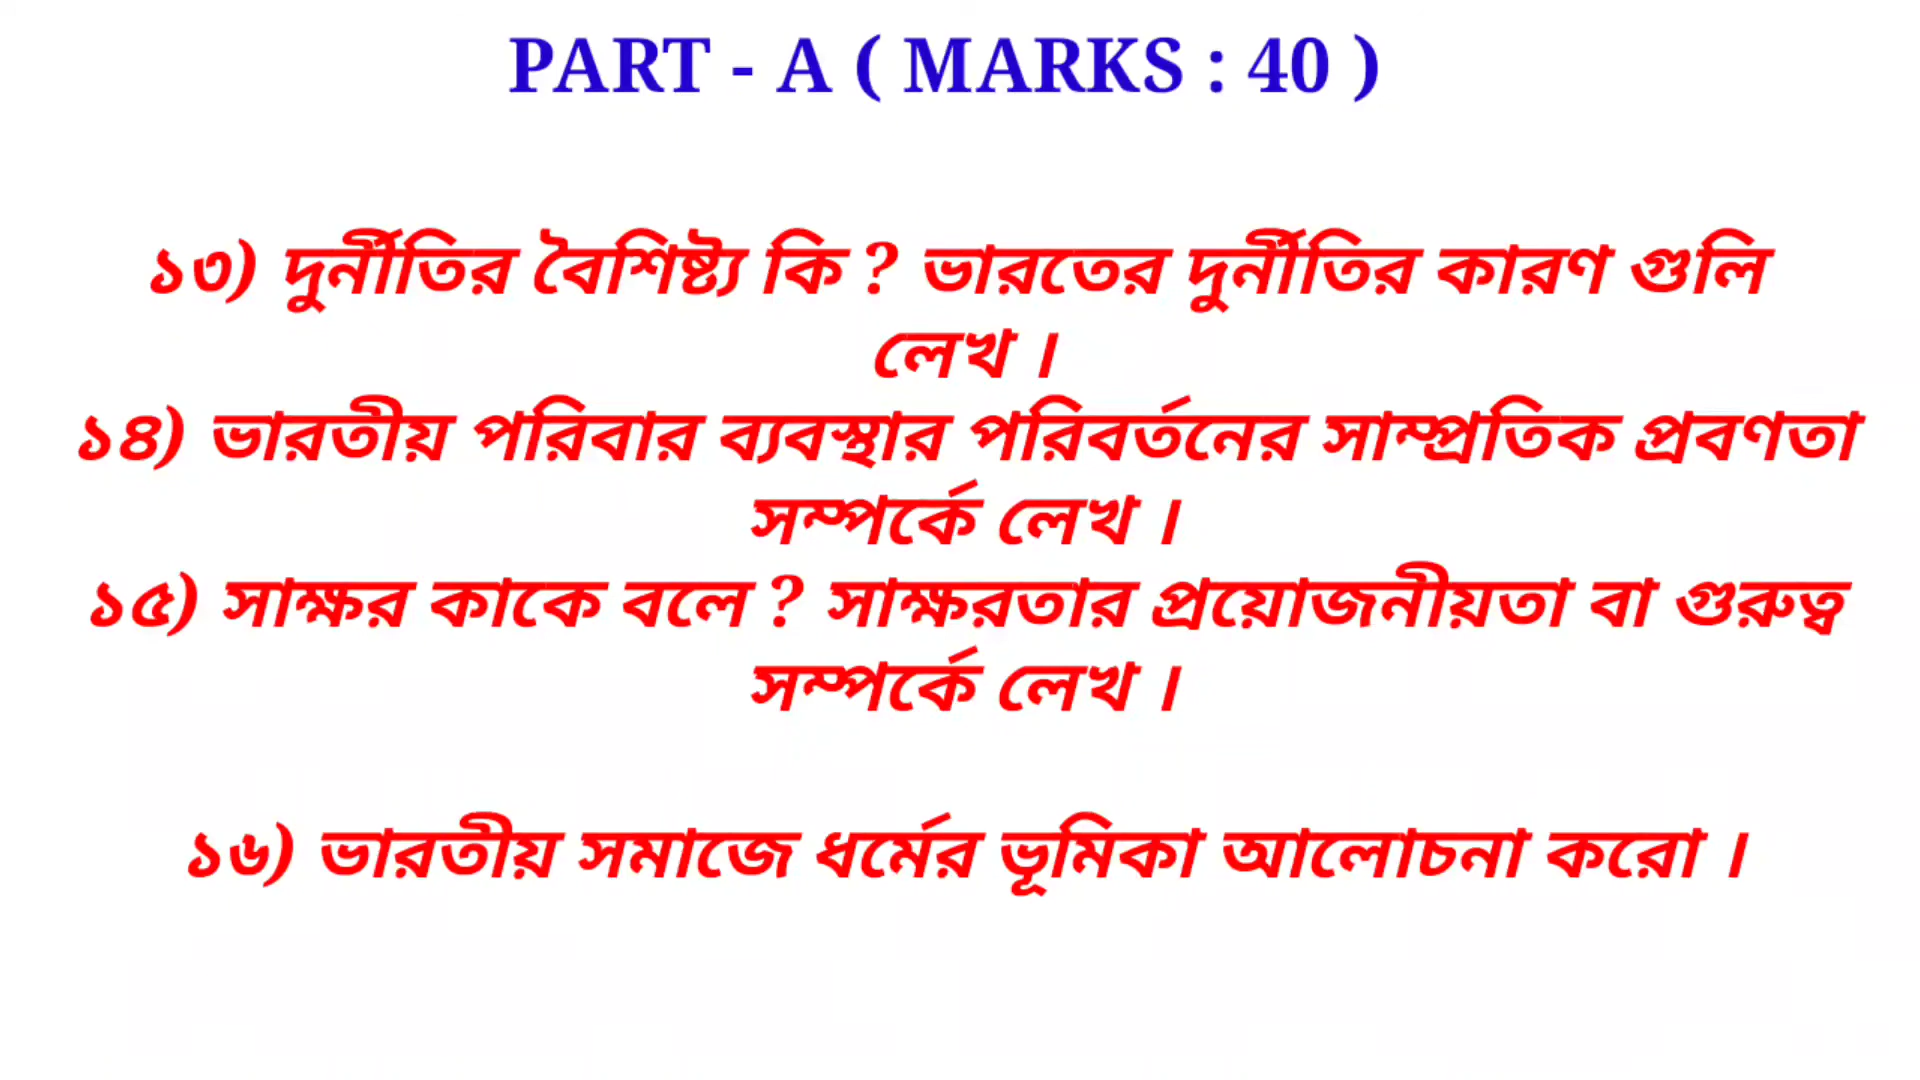 PART - A ( MARKS : 40 )
১৩) দুর্নীতির বৈশিষ্ট্য কি ? ভারতের দুর্নীতির কারণ গুলি
লেখ ।
১৪) ভারতীয় পরিবার ব্যবস্থার পরিবর্তনের সাম্প্রতিক প্রবণতা
সম্পর্কে লেখ ।
১৫) সাক্ষর কাকে বলে ? সাক্ষরতার প্রয়োজনীয়তা বা গুরুত্ব
সম্পর্কে লেখ ।
১৬) ভারতীয় সমাজে ধর্মের ভূমিকা আলোচনা করো ।